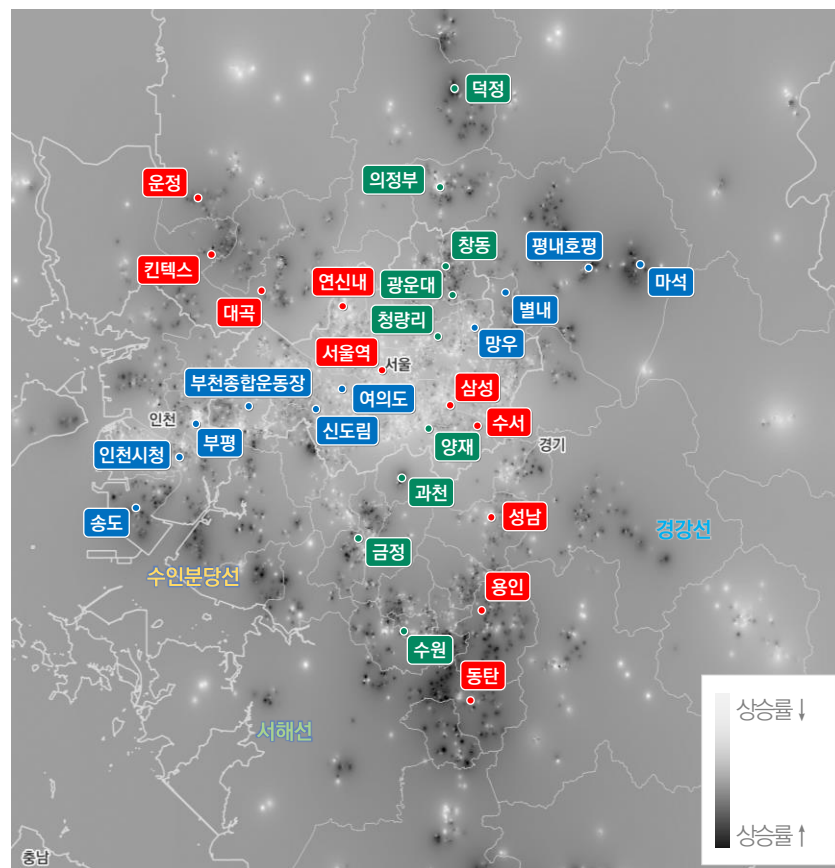 덕정
의정부
운정
창동
평내호평
킨텍스
마석
연신내
광운대
대곡
별내
청량리
망우
서울역
서울
부천종합운동장
여의도
삼성
인천
신도림
수서
부평
양재
경기
인천시청
과천
송도
성남
경강선
금정
수인분당선
용인
수원
동탄
상승률↓
서해선
상승률↑
충남